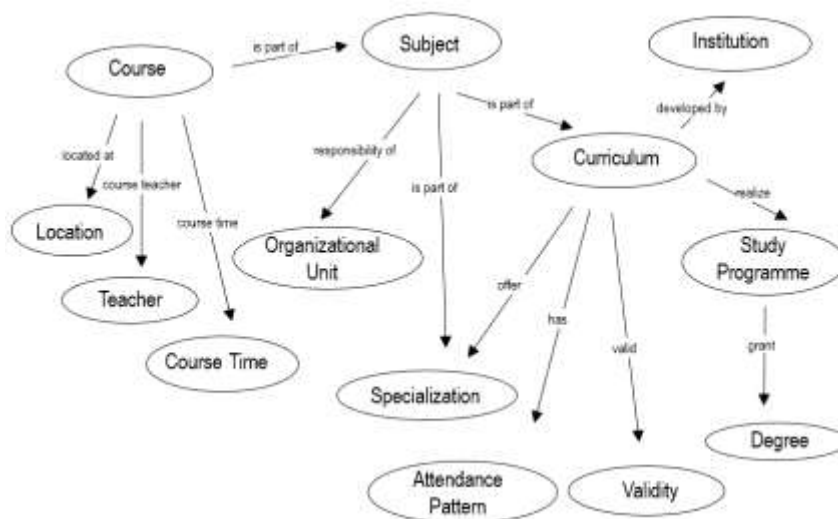 is part of
Subject
Institution
Course
is part of
developed by
located at
responsibility of
Curriculum
course teacher
is part of
realize
course time
Location
Organizational
Unit
Study
Programme
Teacher
offer
has
valid
grant
Course Time
Specialization
Degree
Attendance
Pattern
Validity